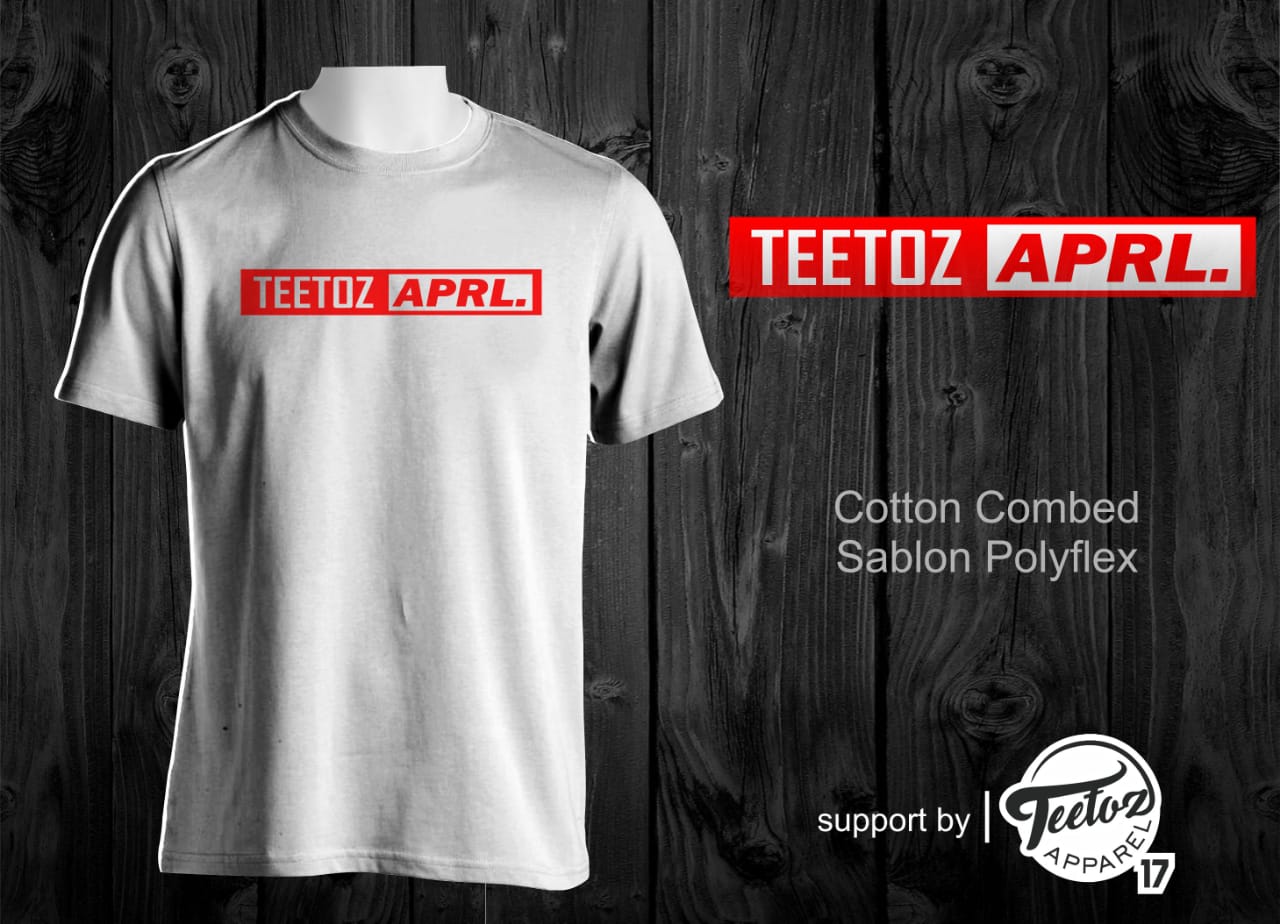 TEETOZ APRL.
TEETOZ APRL.
Cotton Combed
Sablon Polyflex
support by
Teetoz
APPAREL
17